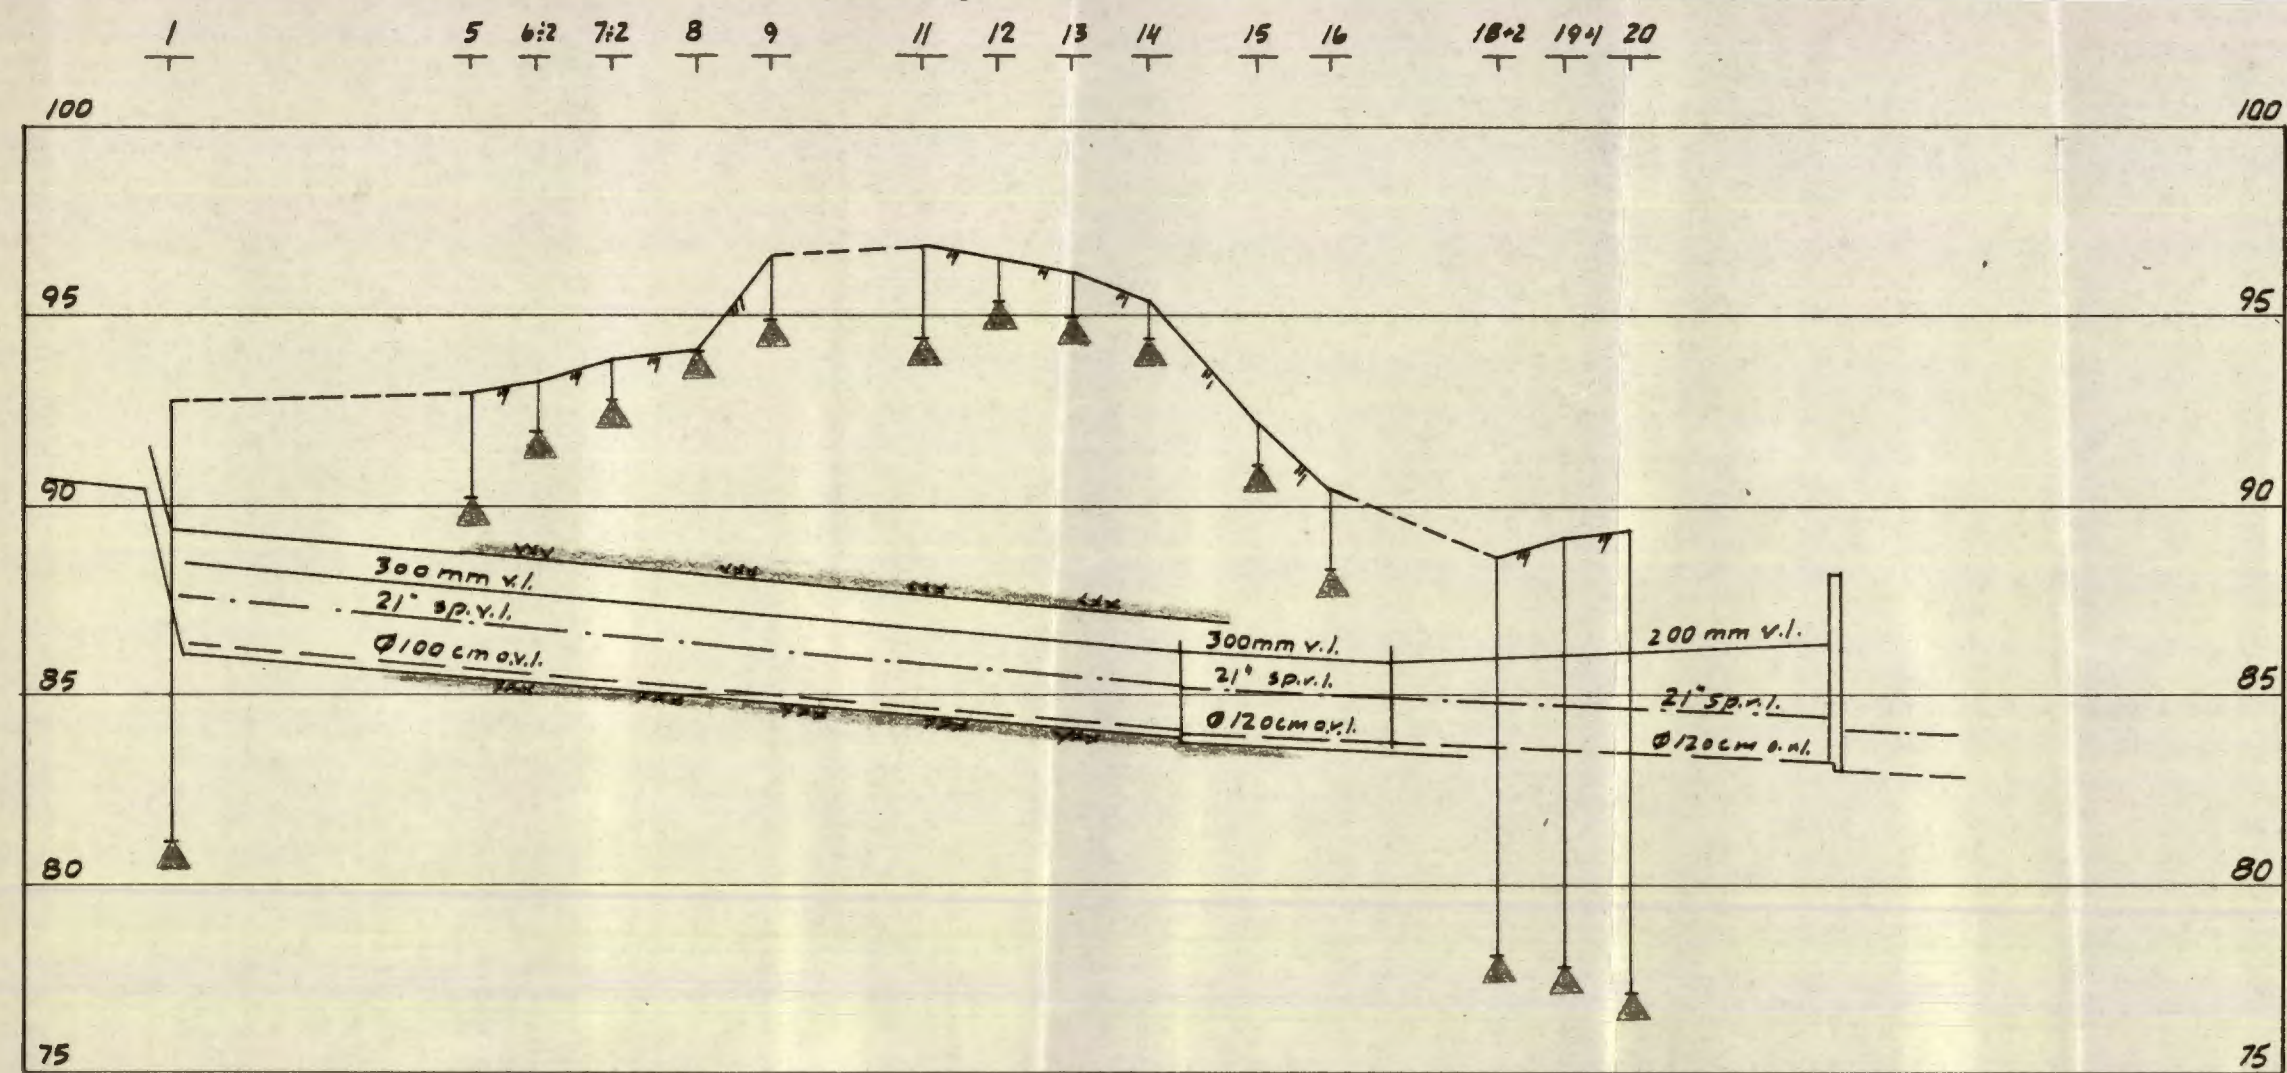 1 5 6÷2 7÷2 8 9 11 12 13 14 15 16 18+2 19+1 20
100 100
95 95
90 90
300 mm v.l.
21" sp.v.l.
Ø100 cm o.v.l.
300mm v.l.
200 mm v.l.
21" sp.v.l.
21" sp.v.l.
Ø120cm o.v.l.
Ø120cm o.v.l.
85 85
80 80
75 75